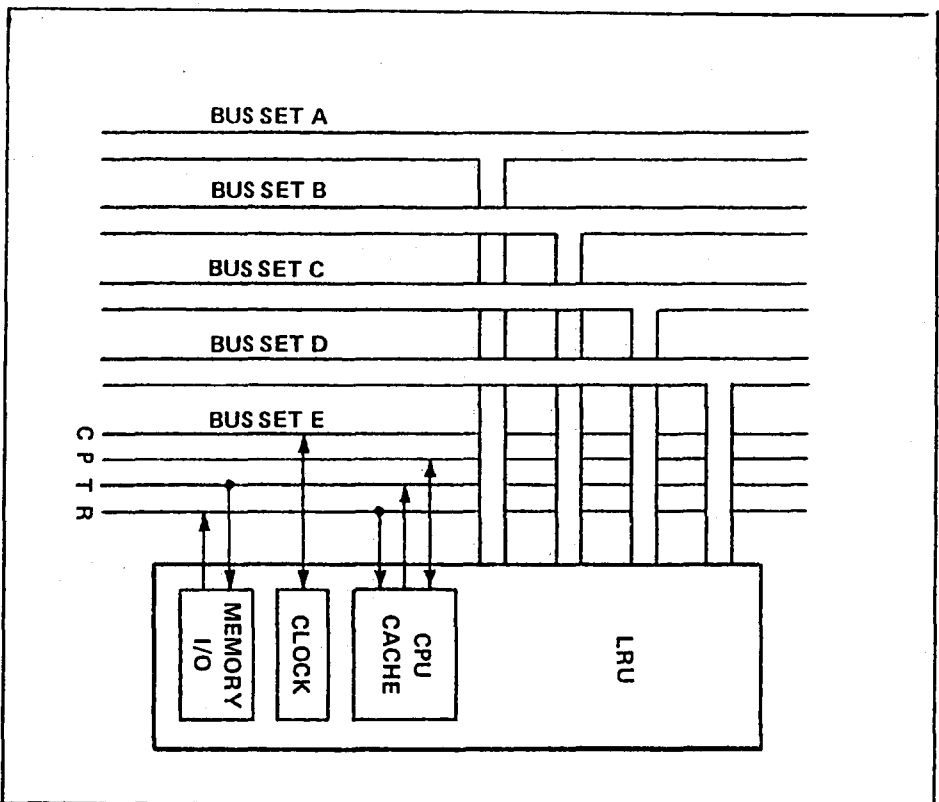 BUS SET A
BUS SET B
BUS SET C
BUS SET D
BUS SET E
C
P
T
R
MEMORY
I/O
CLOCK
CPU
CACHE
LRU